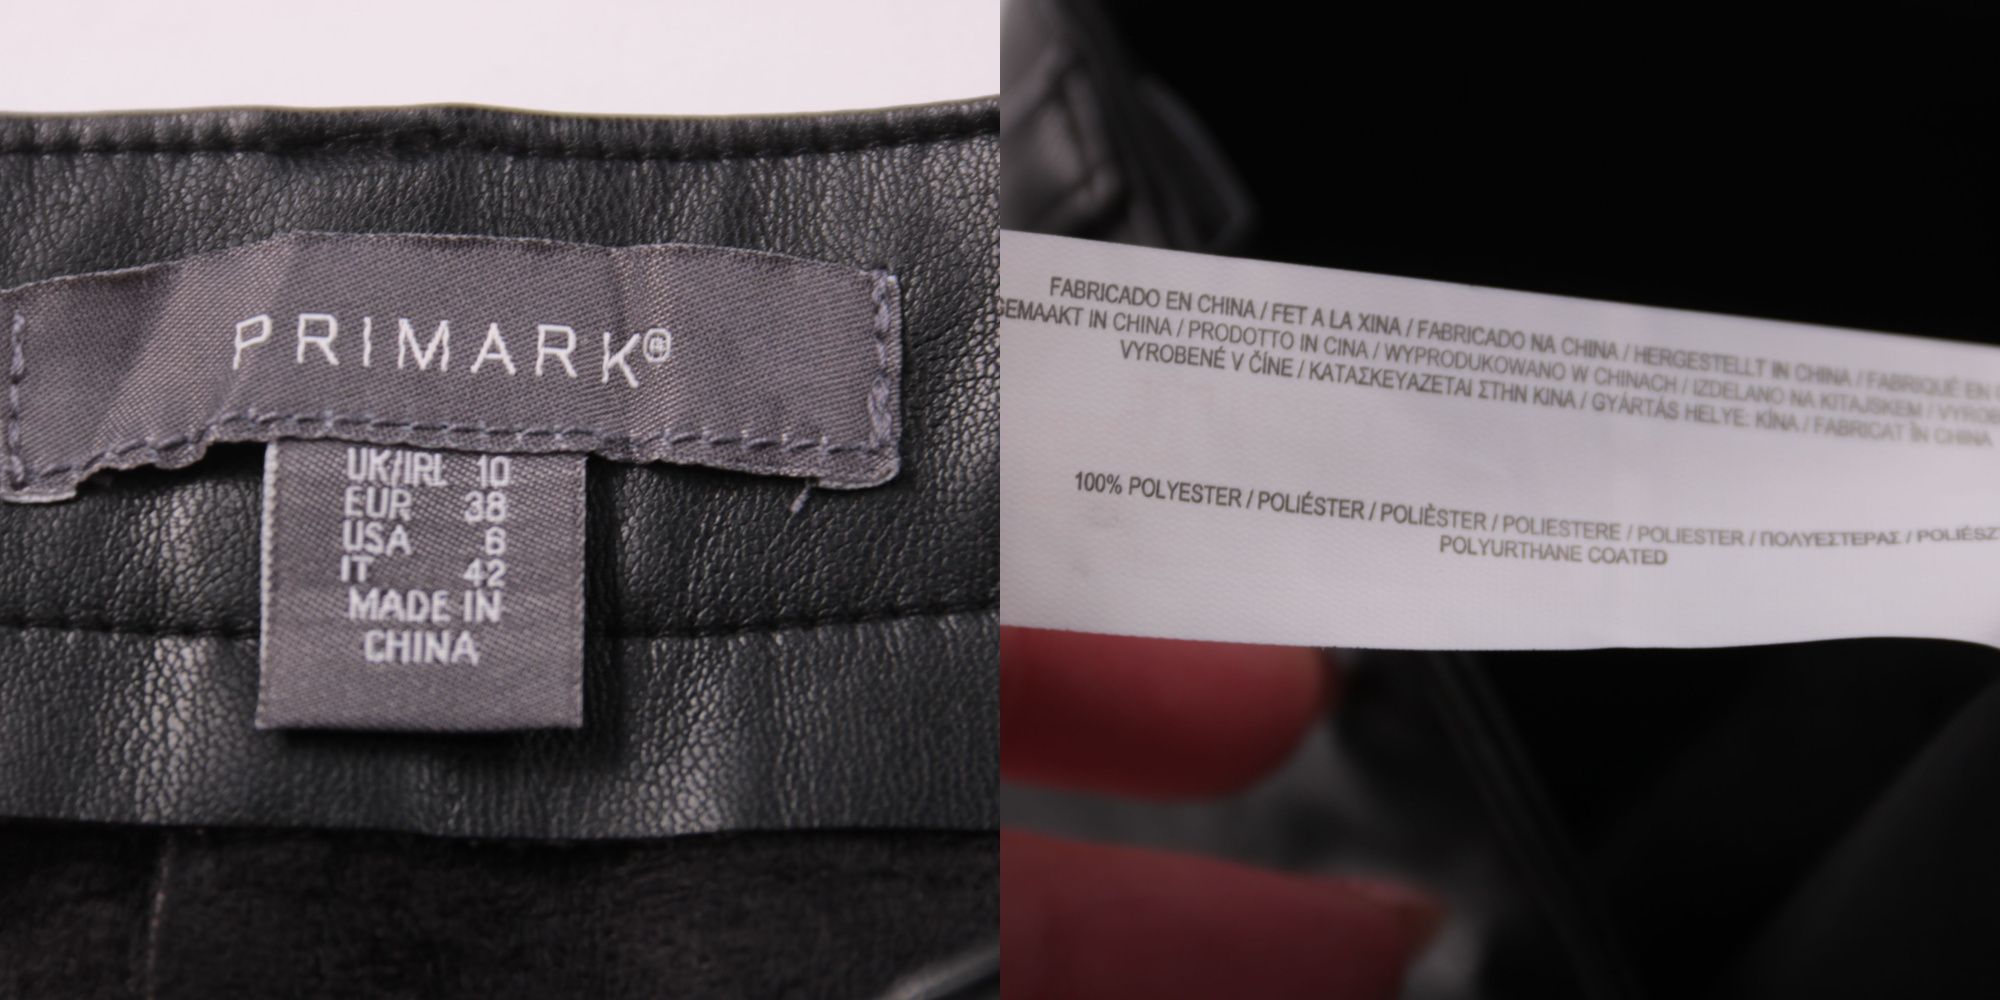 PRIMARK®
UK/IRL 10
EUR 38
USA 6
IT 42
MADE IN
CHINA
FABRICADO EN CHINA / FET A LA XINA / FABRICADO NA CHINA / HERGESTELLT IN CHINA / FABRIQUÉ EN
GEMAAKT IN CHINA / PRODOTTO IN CINA / WYPRODUKOWANO W CHINACH / IZDELANO NA KITAJSKEM /
VYROBENÉ V ČÍNE / ΚΑΤΑΣΚΕΥΑΖΕΤΑΙ ΣΤΗΝ ΚΙΝΑ / GYÁRTÁS HELYE: KÍNA / FABRICAT ÎN CHINA
100% POLYESTER / POLIÉSTER / POLIÈSTER / POLIESTERE / POLIESTER / ΠΟΛΥΕΣΤΕΡΑΣ /
POLYURTHANE COATED